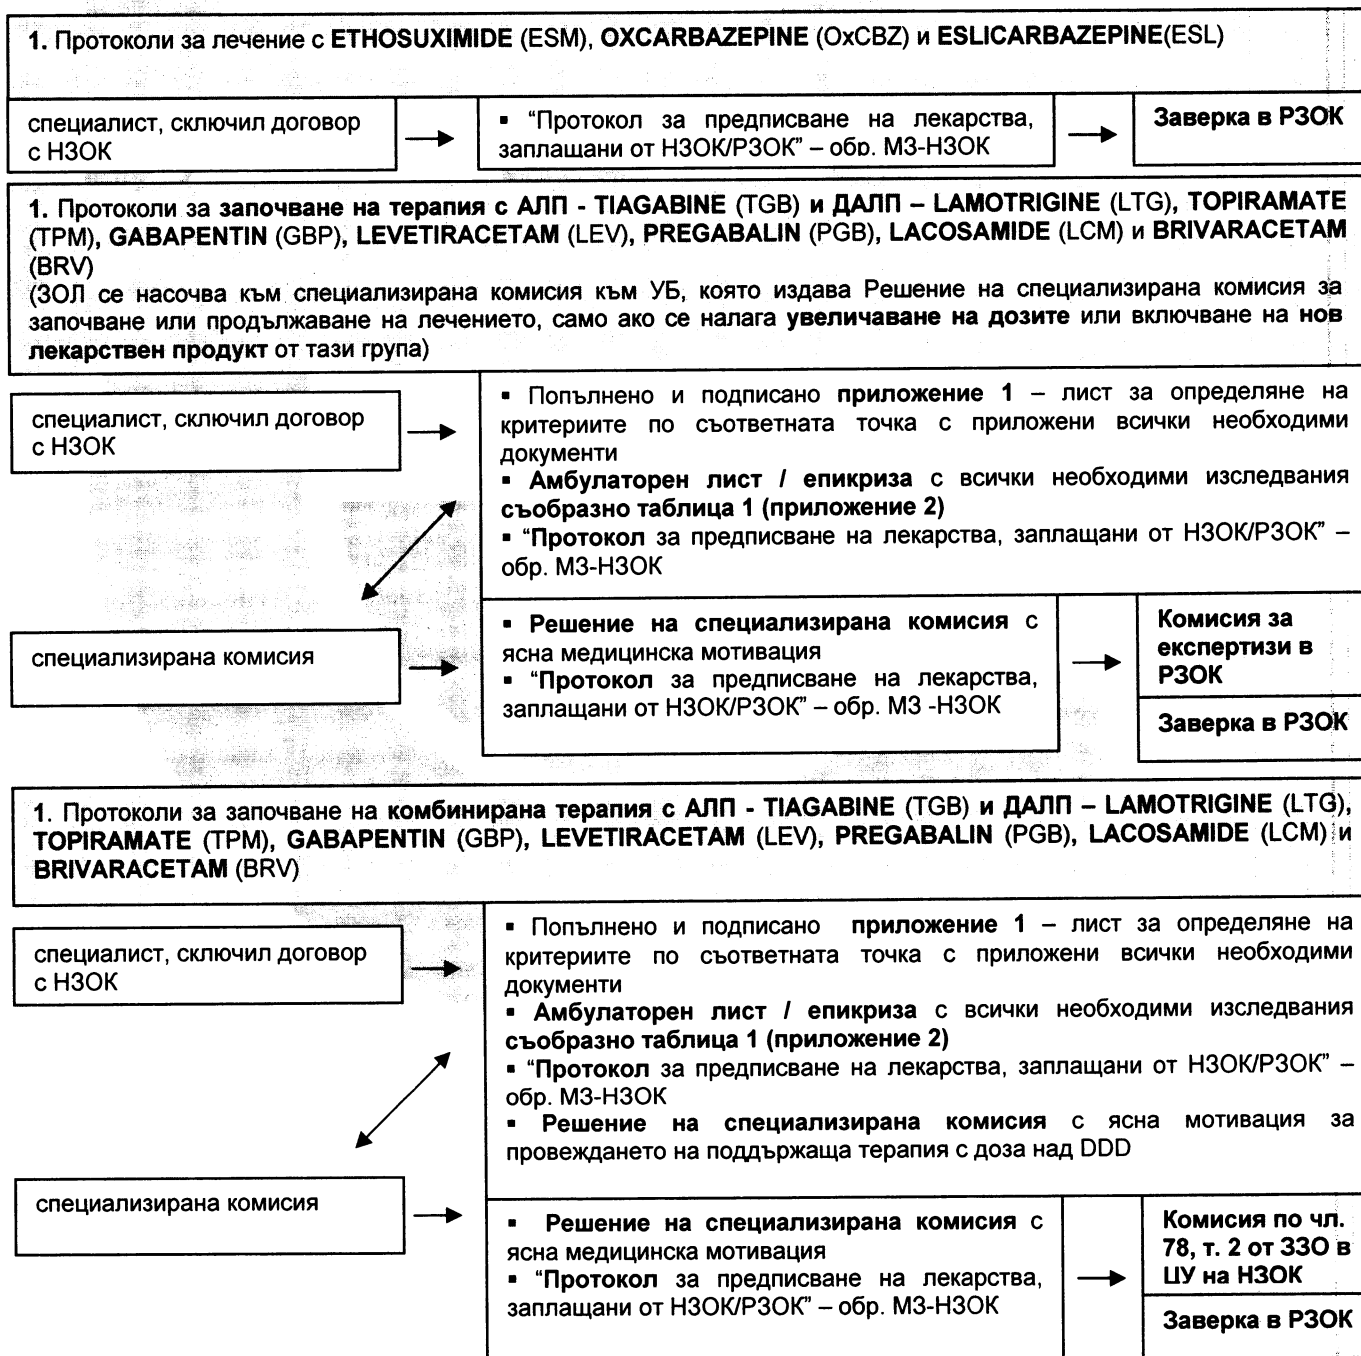 1. Протоколи за лечение с ETHOSUXIMIDE (ESM), OXCARBAZEPINE (OxCBZ) и ESLICARBAZEPINE(ESL)
специалист, сключил договор
с НЗОК
▪ “Протокол за предписване на лекарства,
заплащани от НЗОК/РЗОК” – обр. МЗ-НЗОК
Заверка в РЗОК
1. Протоколи за започване на терапия с АЛП - TIAGABINE (TGB) и ДАЛП – LAMOTRIGINE (LTG), TOPIRAMATE
(TPM), GABAPENTIN (GBP), LEVETIRACETAM (LEV), PREGABALIN (PGB), LACOSAMIDE (LCM) и BRIVARACETAM
(BRV)
(ЗОЛ се насочва към специализирана комисия към УБ, която издава Решение на специализирана комисия за
започване или продължаване на лечението, само ако се налага увеличаване на дозите или включване на нов
лекарствен продукт от тази група)
специалист, сключил договор
с НЗОК
▪ Попълнено и подписано приложение 1 – лист за определяне на
критериите по съответната точка с приложени всички необходими
документи
▪ Амбулаторен лист / епикриза с всички необходими изследвания
съобразно таблица 1 (приложение 2)
▪ “Протокол за предписване на лекарства, заплащани от НЗОК/РЗОК” –
обр. МЗ-НЗОК
специализирана комисия
▪ Решение на специализирана комисия с
ясна медицинска мотивация
▪ “Протокол за предписване на лекарства,
заплащани от НЗОК/РЗОК” – обр. МЗ -НЗОК
Комисия за
експертизи в
РЗОК
Заверка в РЗОК
1. Протоколи за започване на комбинирана терапия с АЛП - TIAGABINE (TGB) и ДАЛП – LAMOTRIGINE (LTG),
TOPIRAMATE (TPM), GABAPENTIN (GBP), LEVETIRACETAM (LEV), PREGABALIN (PGB), LACOSAMIDE (LCM) и
BRIVARACETAM (BRV)
специалист, сключил договор
с НЗОК
▪ Попълнено и подписано приложение 1 – лист за определяне на
критериите по съответната точка с приложени всички необходими
документи
▪ Амбулаторен лист / епикриза с всички необходими изследвания
съобразно таблица 1 (приложение 2)
▪ “Протокол за предписване на лекарства, заплащани от НЗОК/РЗОК” –
обр. МЗ-НЗОК
▪ Решение на специализирана комисия с ясна мотивация за
провеждането на поддържаща терапия с доза над DDD
специализирана комисия
▪ Решение на специализирана комисия с
ясна медицинска мотивация
▪ “Протокол за предписване на лекарства,
заплащани от НЗОК/РЗОК” – обр. МЗ-НЗОК
Комисия по чл.
78, т. 2 от ЗЗО в
ЦУ на НЗОК
Заверка в РЗОК